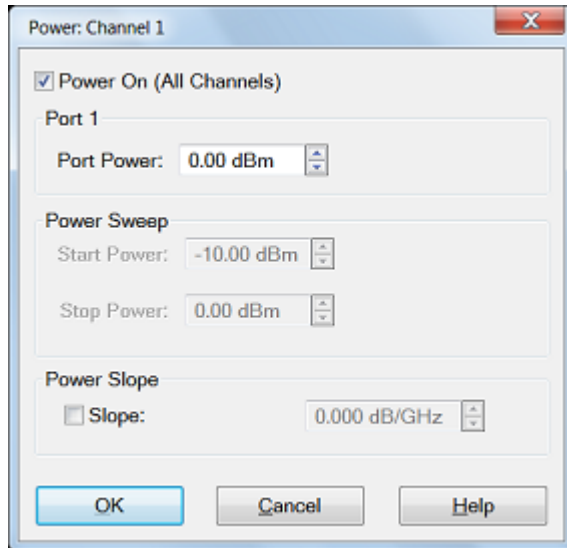 Power: Channel 1
Power On (All Channels)
Port 1
Port Power: 0.00 dBm
Power Sweep
Start Power: -10.00 dBm
Stop Power: 0.00 dBm
Power Slope
Slope: 0.000 dB/GHz
OK Cancel Help